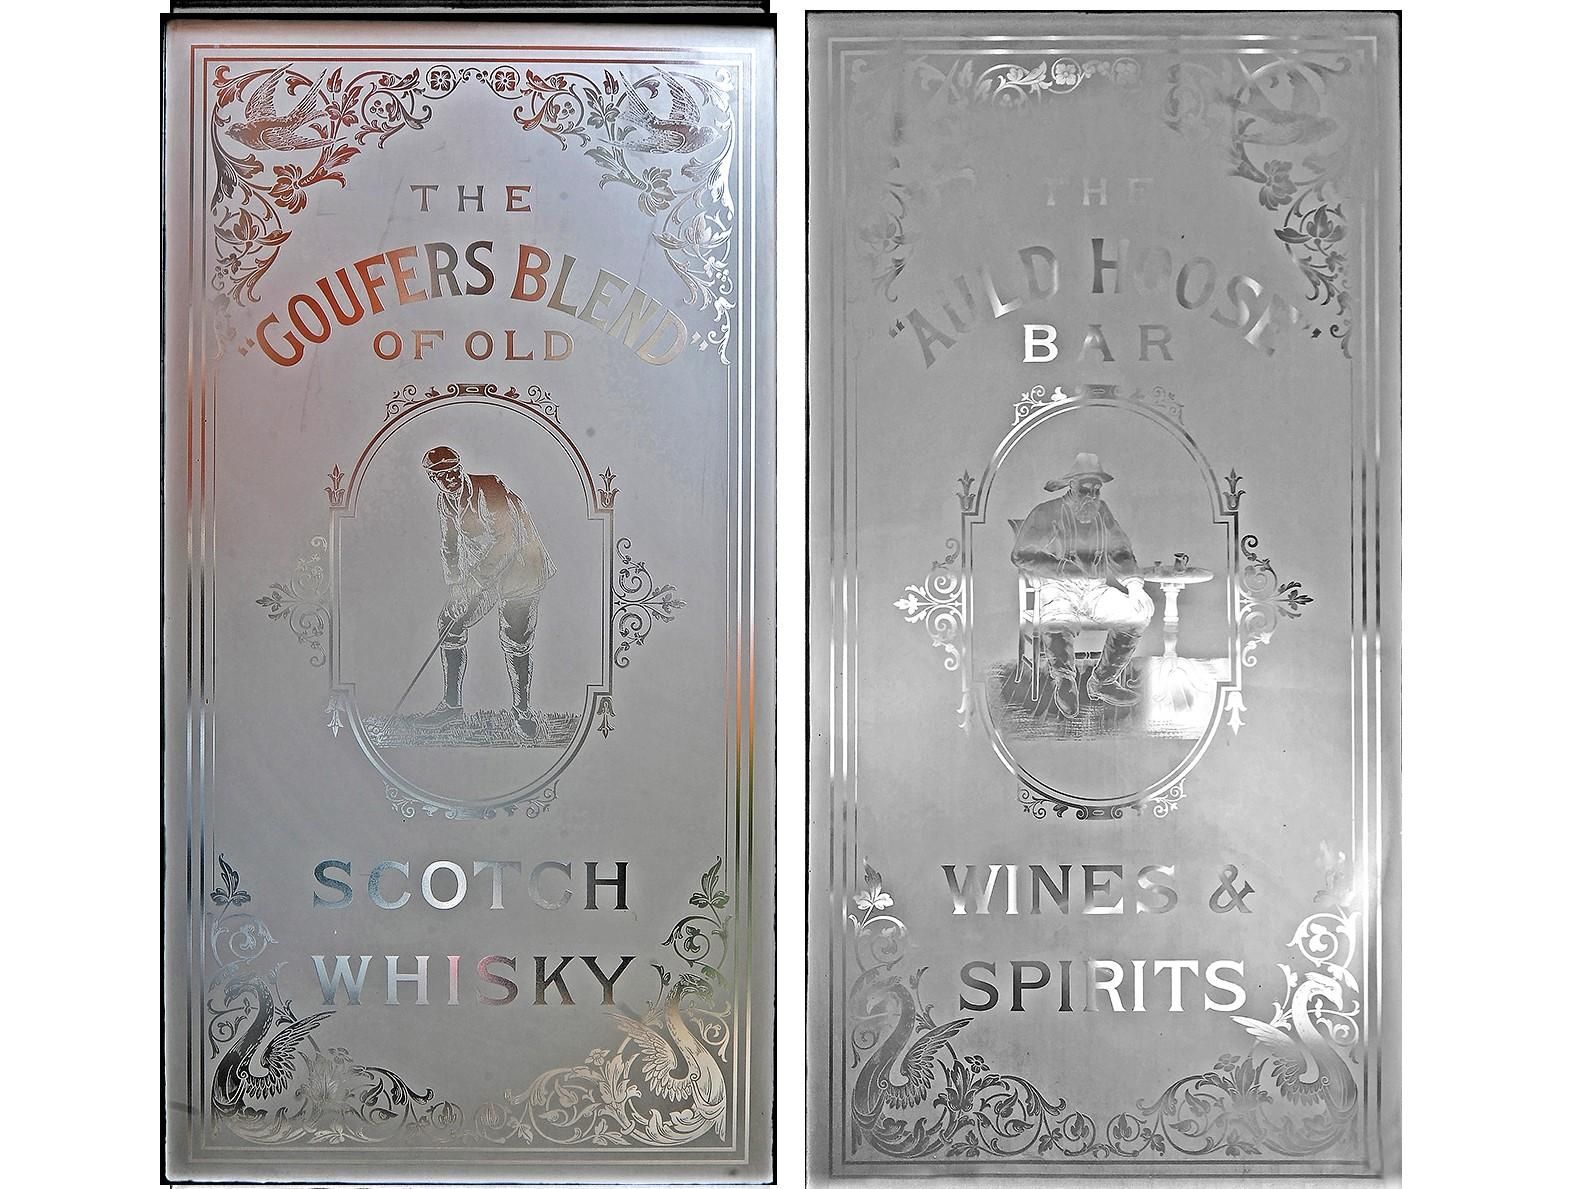 THE
"GOUFERS BLEND"
OF OLD
SCOTCH
WHISKY
THE
"AULD HOOSE"
BAR
WINES &
SPIRITS